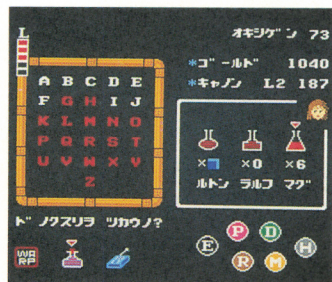 L
オキシゲン 73
*ゴールド 1040
*キャノン L2 187
A B C D E
F G H I J
K L M N O
P Q R S T
U V W X Y
Z
×■ ×0 ×6
ルトン ラルフ マグ
ド ノクスリヲ ツカウノ?
WARP
E P D H R M